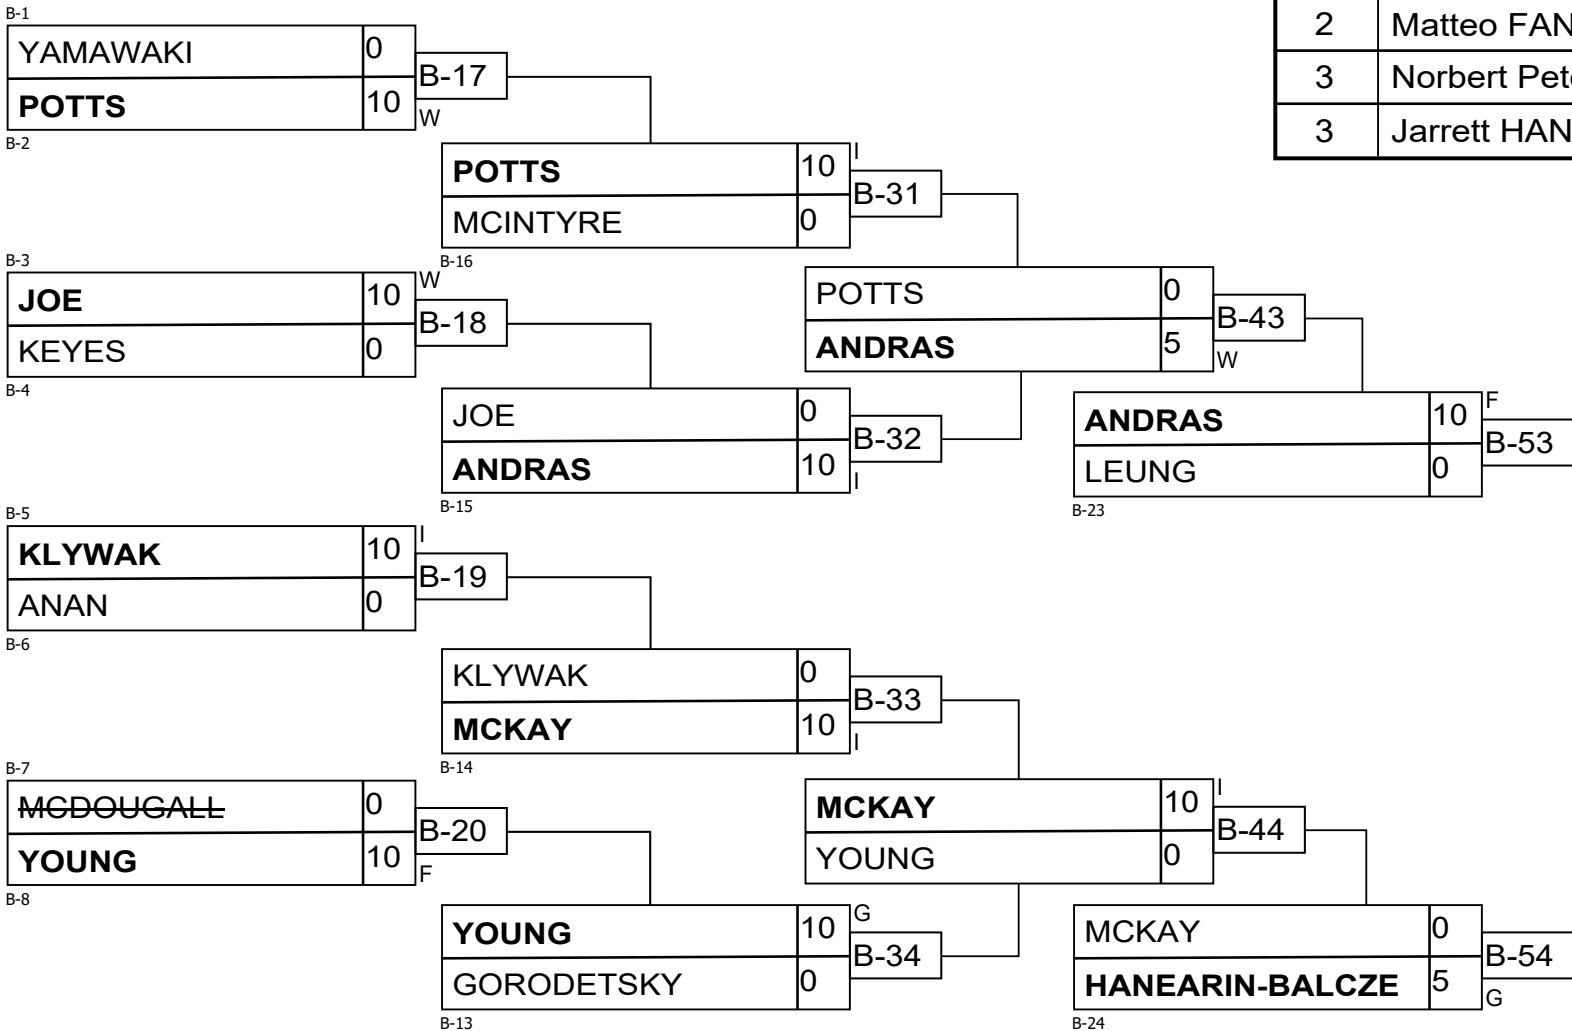 B-1
YAMAWAKI 0
B-17
POTTS 10 W
B-2
2 Matteo FAN
3 Norbert Pet
3 Jarrett HAN
POTTS 10 I
B-31
MCINTYRE 0
B-16
B-3
JOE 10 W
B-18
KEYES 0
B-4
POTTS 0
B-43
ANDRAS 5 W
JOE 0
B-32
ANDRAS 10 I
B-15
ANDRAS 10 F
B-53
LEUNG 0
B-23
B-5
KLYWAK 10 I
B-19
ANAN 0
B-6
KLYWAK 0
B-33
MCKAY 10 I
B-14
B-7
MCDOUGALL 0
B-20
YOUNG 10 F
B-8
MCKAY 10 I
B-44
YOUNG 0
YOUNG 10 G
B-34
GORODETSKY 0
B-13
MCKAY 0
B-54
HANEARIN-BALCZE 5 G
B-24